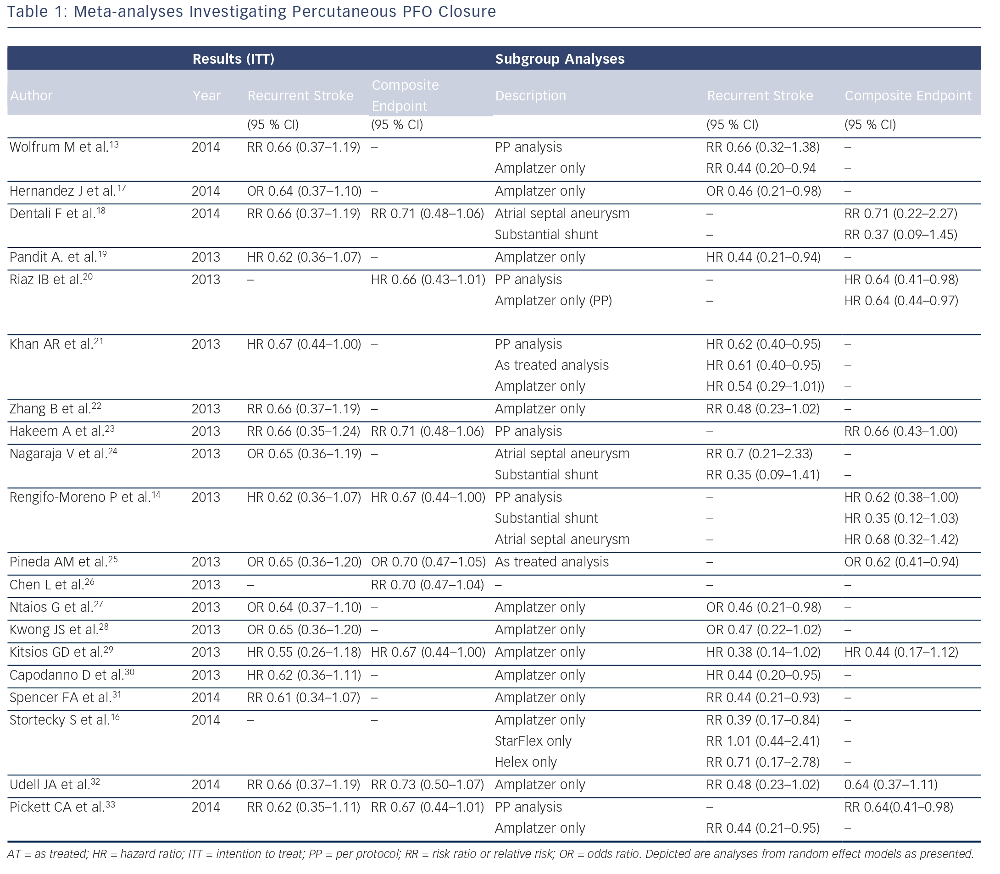 Table 1: Meta-analyses Investigating Percutaneous PFO Closure
Results (ITT) Subgroup Analyses
Author Year Recurrent Stroke Composite Endpoint Description Recurrent Stroke Composite Endpoint
(95 % CI) (95 % CI) (95 % CI) (95 % CI)
Wolfrum M et al.13 2014 RR 0.66 (0.37–1.19) – PP analysis RR 0.66 (0.32–1.38) –
Amplatzer only RR 0.44 (0.20–0.94 –
Hernandez J et al.17 2014 OR 0.64 (0.37–1.10) – Amplatzer only OR 0.46 (0.21–0.98) –
Dentali F et al.18 2014 RR 0.66 (0.37–1.19) RR 0.71 (0.48–1.06) Atrial septal aneurysm – RR 0.71 (0.22–2.27)
Substantial shunt – RR 0.37 (0.09–1.45)
Pandit A. et al.19 2013 HR 0.62 (0.36–1.07) – Amplatzer only HR 0.44 (0.21–0.94) –
Riaz IB et al.20 2013 – HR 0.66 (0.43–1.01) PP analysis – HR 0.64 (0.41–0.98)
Amplatzer only (PP) – HR 0.64 (0.44–0.97)
Khan AR et al.21 2013 HR 0.67 (0.44–1.00) – PP analysis HR 0.62 (0.40–0.95) –
As treated analysis HR 0.61 (0.40–0.95) –
Amplatzer only HR 0.54 (0.29–1.01)) –
Zhang B et al.22 2013 RR 0.66 (0.37–1.19) – Amplatzer only RR 0.48 (0.23–1.02) –
Hakeem A et al.23 2013 RR 0.66 (0.35–1.24) RR 0.71 (0.48–1.06) PP analysis – RR 0.66 (0.43–1.00)
Nagaraja V et al.24 2013 OR 0.65 (0.36–1.19) – Atrial septal aneurysm RR 0.7 (0.21–2.33) –
Substantial shunt RR 0.35 (0.09–1.41) –
Rengifo-Moreno P et al.14 2013 HR 0.62 (0.36–1.07) HR 0.67 (0.44–1.00) PP analysis – HR 0.62 (0.38–1.00)
Substantial shunt – HR 0.35 (0.12–1.03)
Atrial septal aneurysm – HR 0.68 (0.32–1.42)
Pineda AM et al.25 2013 OR 0.65 (0.36–1.20) OR 0.70 (0.47–1.05) As treated analysis – OR 0.62 (0.41–0.94)
Chen L et al.26 2013 – RR 0.70 (0.47–1.04) – – –
Ntaios G et al.27 2013 OR 0.64 (0.37–1.10) – Amplatzer only OR 0.46 (0.21–0.98) –
Kwong JS et al.28 2013 OR 0.65 (0.36–1.20) – Amplatzer only OR 0.47 (0.22–1.02) –
Kitsios GD et al.29 2013 HR 0.55 (0.26–1.18) HR 0.67 (0.44–1.00) Amplatzer only HR 0.38 (0.14–1.02) HR 0.44 (0.17–1.12)
Capodanno D et al.30 2013 HR 0.62 (0.36–1.11) – Amplatzer only HR 0.44 (0.20–0.95) –
Spencer FA et al.31 2014 RR 0.61 (0.34–1.07) – Amplatzer only RR 0.44 (0.21–0.93) –
Stortecky S et al.16 2014 – – Amplatzer only RR 0.39 (0.17–0.84) –
StarFlex only RR 1.01 (0.44–2.41) –
Helex only RR 0.71 (0.17–2.78) –
Udell JA et al.32 2014 RR 0.66 (0.37–1.19) RR 0.73 (0.50–1.07) Amplatzer only RR 0.48 (0.23–1.02) 0.64 (0.37–1.11)
Pickett CA et al.33 2014 RR 0.62 (0.35–1.11) RR 0.67 (0.44–1.01) PP analysis – RR 0.64(0.41–0.98)
Amplatzer only RR 0.44 (0.21–0.95) –
AT = as treated; HR = hazard ratio; ITT = intention to treat; PP = per protocol; RR = risk ratio or relative risk; OR = odds ratio. Depicted are analyses from random effect models as presented.